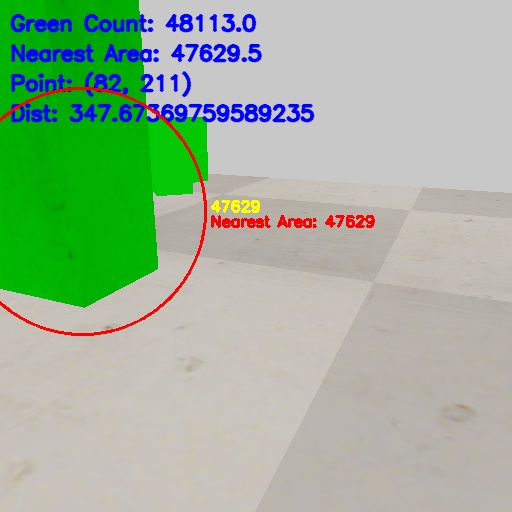 Green Count: 48113.0
Nearest Area: 47629.5
Point: (82, 211)
Dist: 347.67369759589235
47629
Nearest Area: 47629